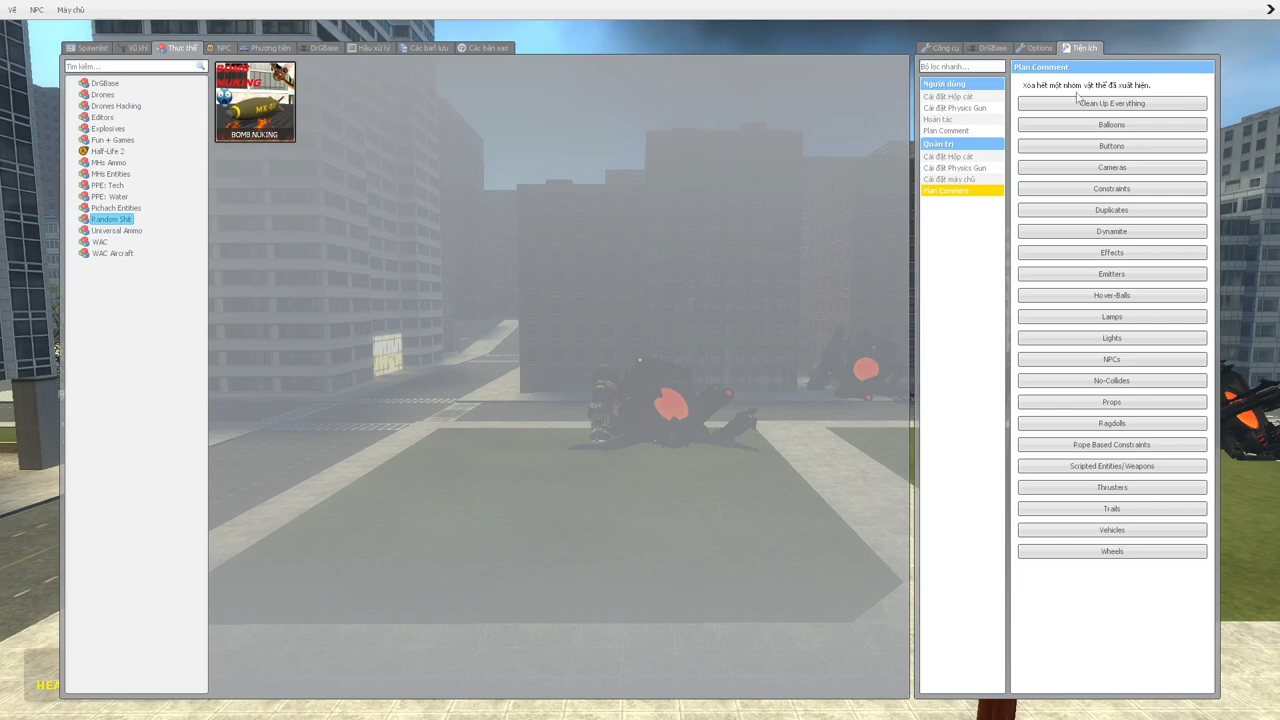 Vẽ NPC Máy chủ
Spawnlist Vũ khí Thực thể NPC Phương tiện DrGBase Hậu xử lý Các bản lưu Các bản sao
Tìm kiếm...
DrGBase
Drones
Drones Hacking
Editors
Explosives
Fun + Games
Half-Life 2
MHs Ammo
MHs Entities
PPE: Tech
PPE: Water
Pichach Entities
Random Shit
Universal Ammo
WAC
WAC Aircraft
BOMB
NUKING
MK-82
BOMB NUKING
Công cụ DrGBase Options Tiện ích
Bộ lọc nhanh...
Người dùng
Cài đặt Hộp cát
Cài đặt Physics Gun
Hoàn tác
Plan Comment
Quản trị
Cài đặt Hộp cát
Cài đặt Physics Gun
Cài đặt máy chủ
Plan Comment
Plan Comment
Xóa hết một nhóm vật thể đã xuất hiện.
Clean Up Everything
Balloons
Buttons
Cameras
Constraints
Duplicates
Dynamite
Effects
Emitters
Hover-Balls
Lamps
Lights
NPCs
No-Collides
Props
Ragdolls
Rope Based Constraints
Scripted Entities/Weapons
Thrusters
Trails
Vehicles
Wheels